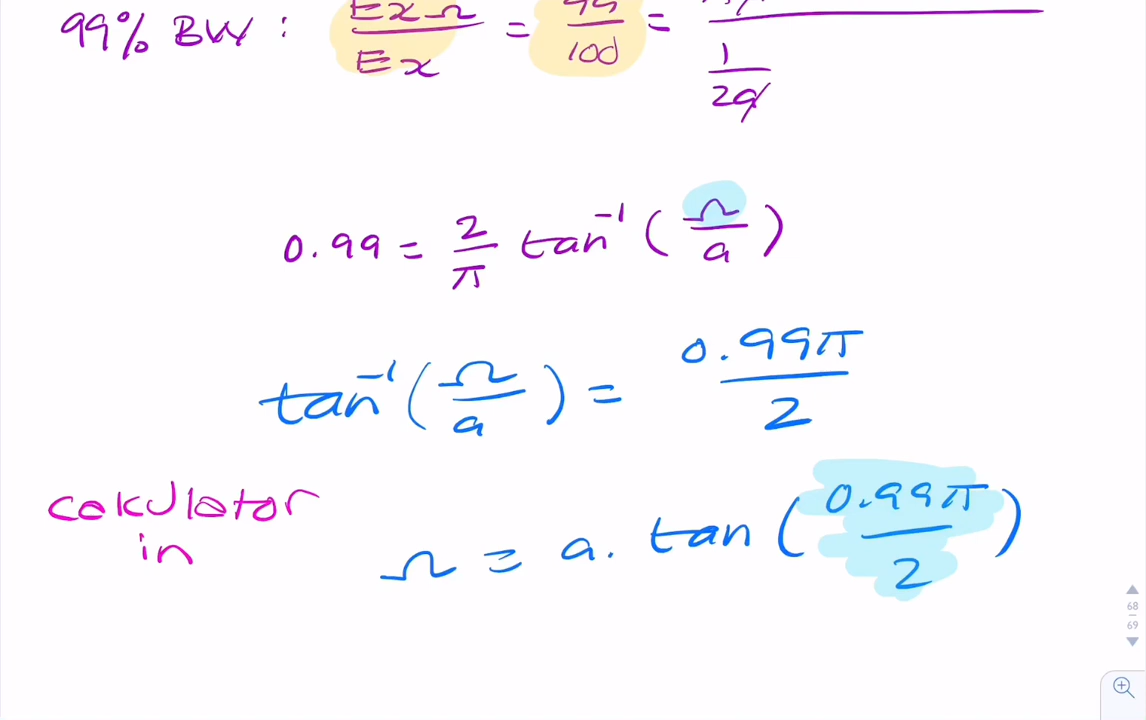 99% BW : Ex Ω / Ex = 99 / 100 =
1 / 2a
0.99 = 2/π tan⁻¹ (Ω/a)
tan⁻¹ (Ω/a) = 0.99π / 2
calculator
in
Ω = a. tan (0.99π / 2)
68
69